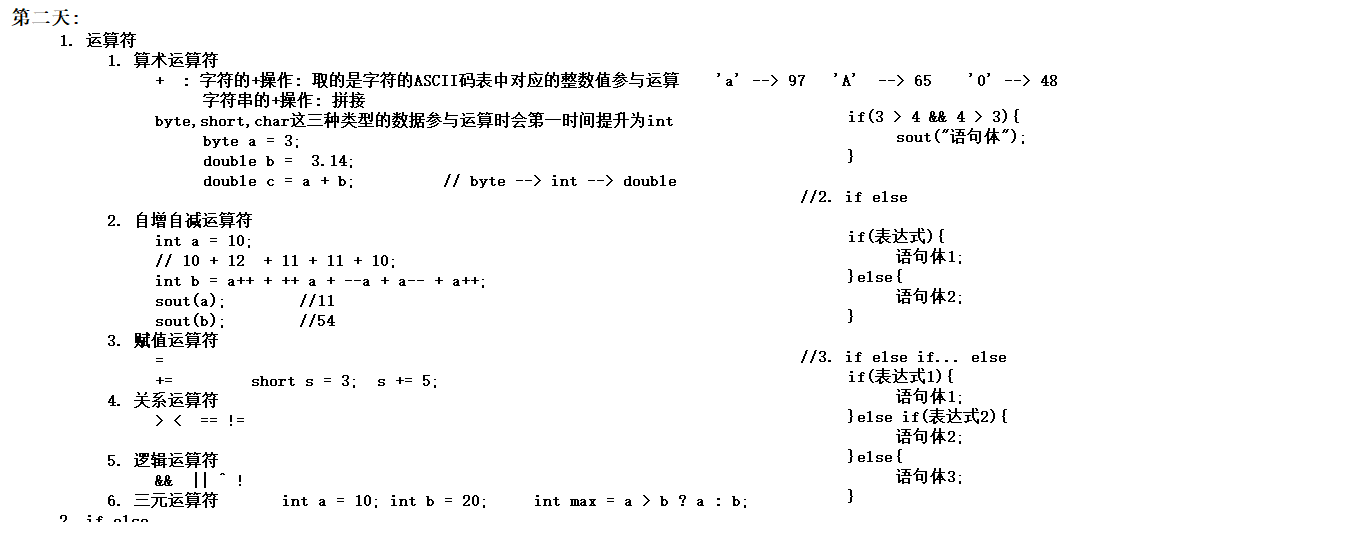 第二天:
1. 运算符
1. 算术运算符
+ : 字符的+操作: 取的是字符的ASCII码表中对应的整数值参与运算 'a' --> 97 'A' --> 65 '0' --> 48
字符串的+操作: 拼接
byte,short,char这三种类型的数据参与运算时会第一时间提升为int
byte a = 3;
double b = 3.14;
double c = a + b; // byte --> int --> double
2. 自增自减运算符
int a = 10;
// 10 + 12 + 11 + 11 + 10;
int b = a++ + ++ a + --a + a-- + a++;
sout(a); //11
sout(b); //54
3. 赋值运算符
=
+= short s = 3; s += 5;
4. 关系运算符
> < == !=
5. 逻辑运算符
&& || ^ !
6. 三元运算符 int a = 10; int b = 20; int max = a > b ? a : b;
2. if else
if(3 > 4 && 4 > 3){
sout("语句体");
}
//2. if else
if(表达式){
语句体1;
}else{
语句体2;
}
//3. if else if... else
if(表达式1){
语句体1;
}else if(表达式2){
语句体2;
}else{
语句体3;
}